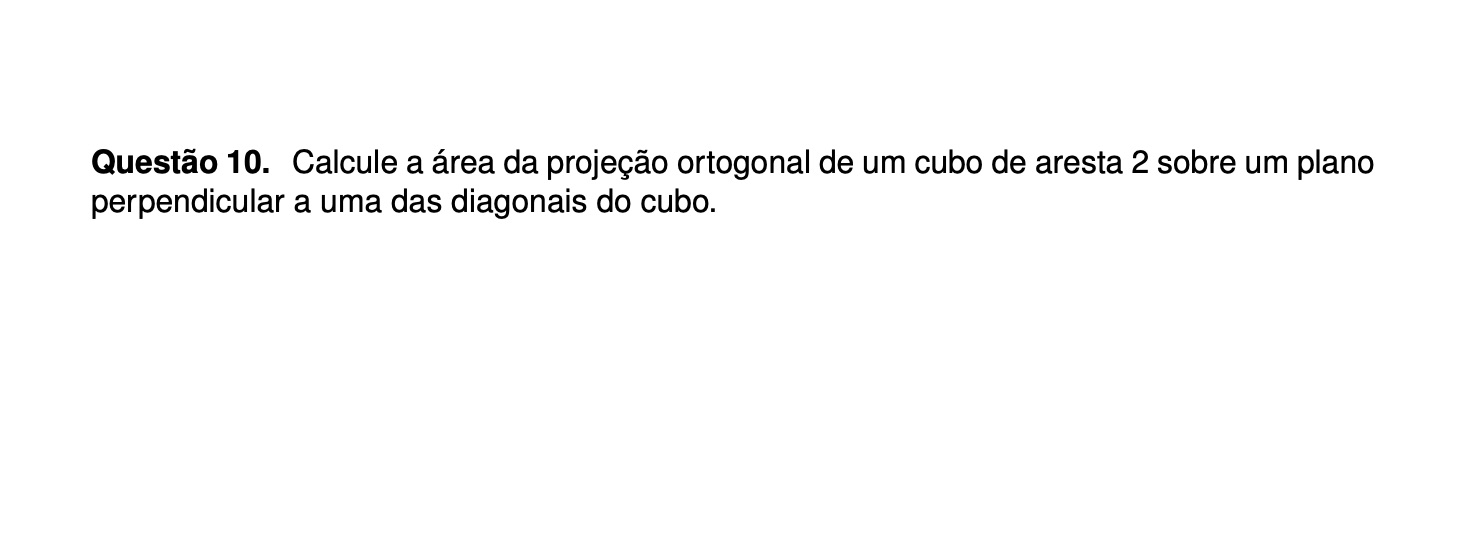 Questão 10. Calcule a área da projeção ortogonal de um cubo de aresta 2 sobre um plano
perpendicular a uma das diagonais do cubo.